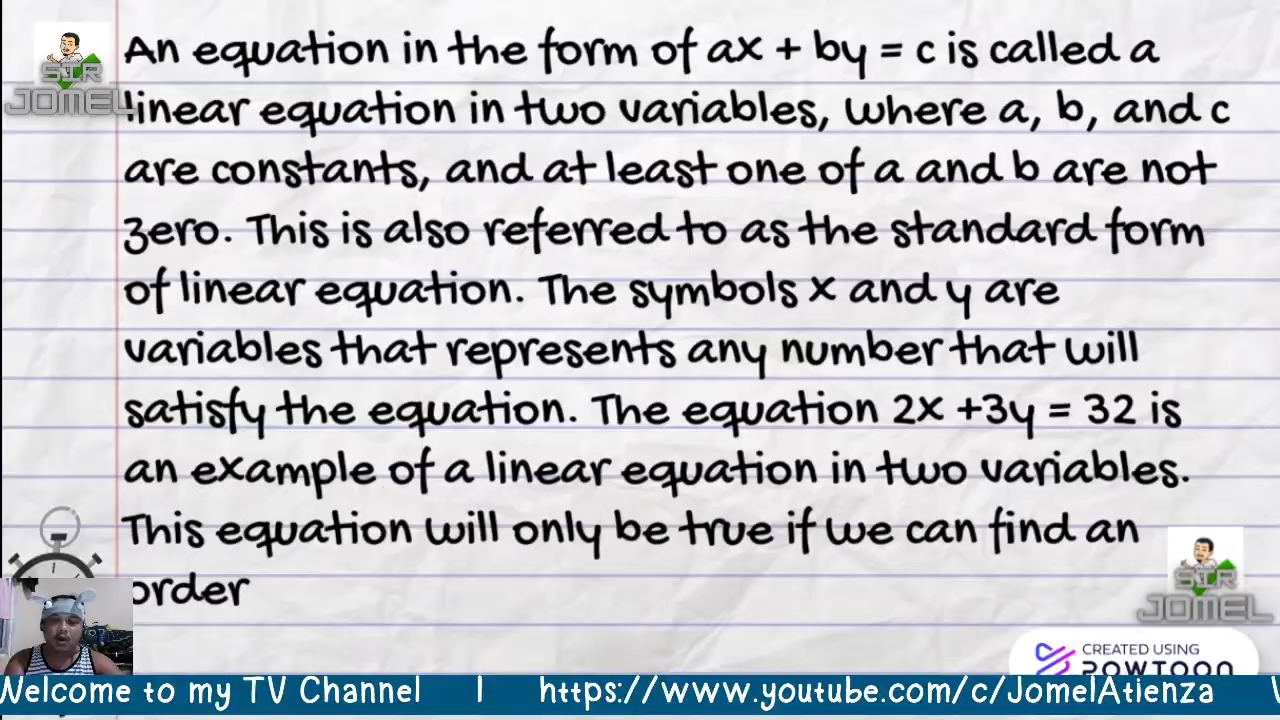 An equation in the form of ax + by = c is called a
linear equation in two variables, where a, b, and c
are constants, and at least one of a and b are not
zero. This is also referred to as the standard form
of linear equation. The symbols x and y are
variables that represents any number that will
satisfy the equation. The equation 2x +3y = 32 is
an example of a linear equation in two variables.
This equation will only be true if we can find an
order
SIR
JOMEL
SIR
JOMEL
CREATED USING
POWTOON
Welcome to my TV Channel | https://www.youtube.com/c/JomelAtienza